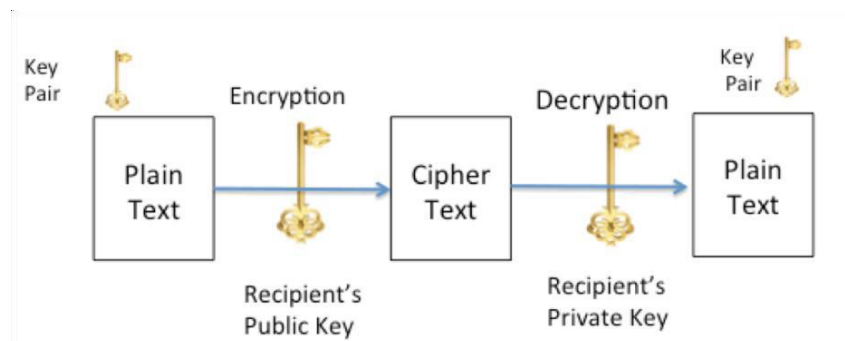 Key
Pair
Encryption
Decryption
Key
Pair
Plain
Text
Cipher
Text
Plain
Text
Recipient's
Public Key
Recipient's
Private Key